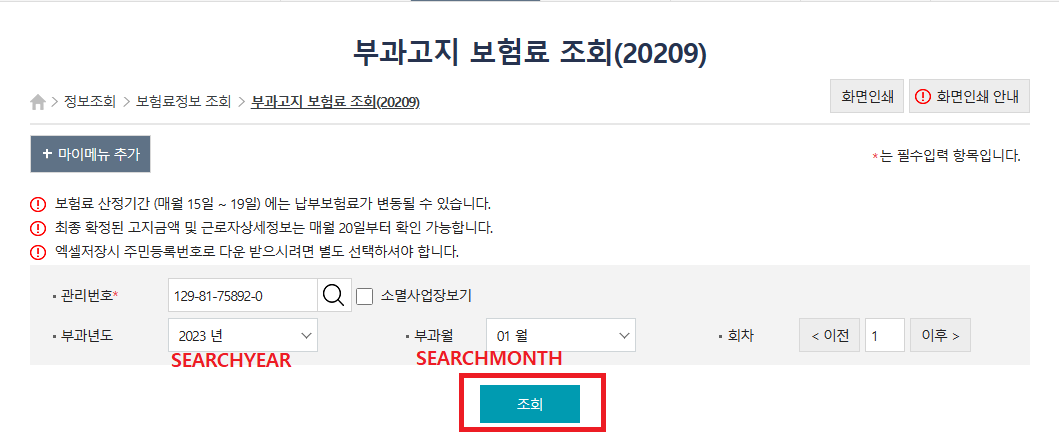 부과고지 보험료 조회(20209)
정보조회 > 보험료정보 조회 > 부과고지 보험료 조회(20209)
화면인쇄
화면인쇄 안내
+ 마이메뉴 추가
*는 필수입력 항목입니다.
보험료 산정기간 (매월 15일 ~ 19일) 에는 납부보험료가 변동될 수 있습니다.
최종 확정된 고지금액 및 근로자상세정보는 매월 20일부터 확인 가능합니다.
엑셀저장시 주민등록번호로 다운 받으시려면 별도 선택하셔야 합니다.
관리번호* 129-81-75892-0 소멸사업장보기
부과년도 2023 년 부과월 01 월 회차 < 이전 1 이후 >
SEARCHYEAR SEARCHMONTH
조회